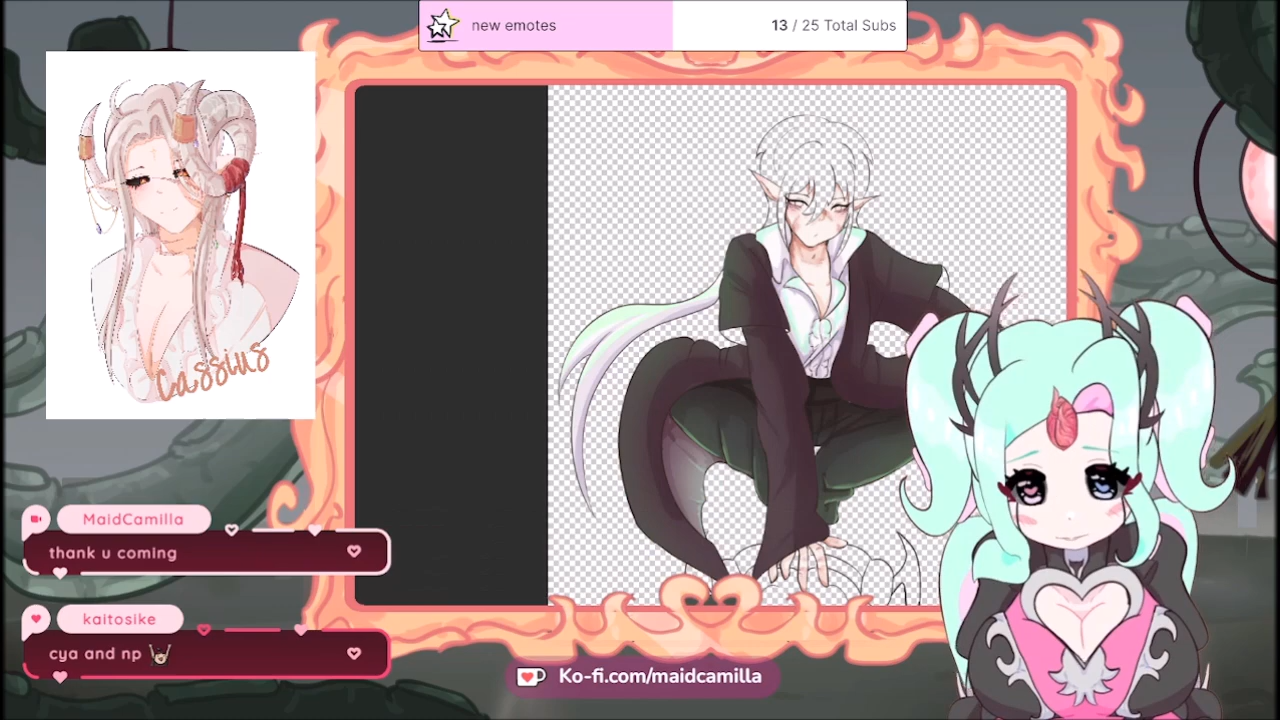 new emotes
13 / 25 Total Subs
Cassius
MaidCamilla
thank u coming
kaitosike
cya and np
Ko-fi.com/maidcamilla